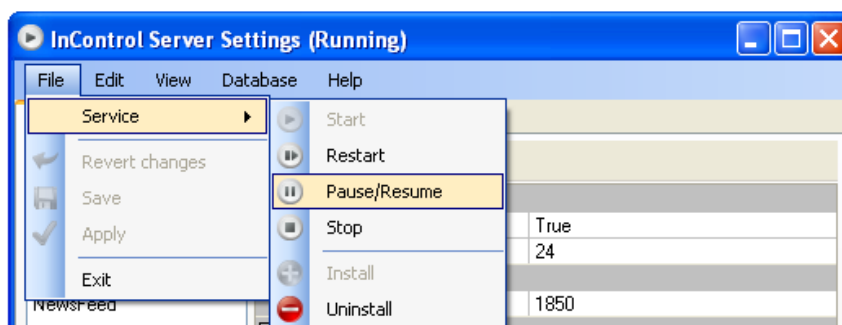 InControl Server Settings (Running)
File Edit View Database Help
Service
Start
Revert changes
Restart
Save
Pause/Resume
Apply
Stop
True
24
Exit
Install
NewsFeed
Uninstall
1850